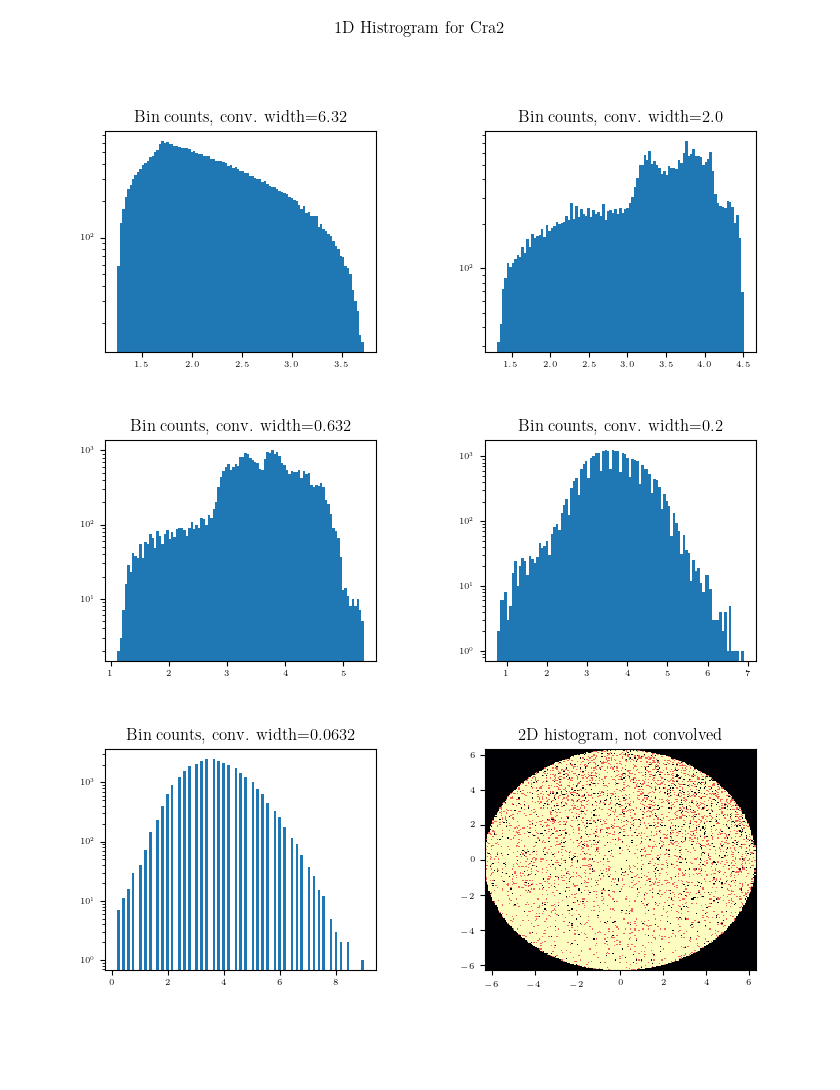 1D Histrogram for Cra2
Bin counts, conv. width=6.32
10²
1.5 2.0 2.5 3.0 3.5
Bin counts, conv. width=2.0
10²
1.5 2.0 2.5 3.0 3.5 4.0 4.5
Bin counts, conv. width=0.632
10³
10²
10¹
1 2 3 4 5
Bin counts, conv. width=0.2
10³
10²
10¹
10⁰
1 2 3 4 5 6 7
Bin counts, conv. width=0.0632
10³
10²
10¹
10⁰
0 2 4 6 8
2D histogram, not convolved
6
4
2
0
−2
−4
−6
−6 −4 −2 0 2 4 6